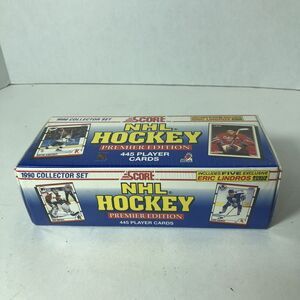 1990 COLLECTOR SET
SCORE
NHL
HOCKEY
PREMIER EDITION
445 PLAYER
CARDS
1990 COLLECTOR SET
SCORE
INCLUDES FIVE EXCLUSIVE
ERIC LINDROS
NHL
HOCKEY
PREMIER EDITION
445 PLAYER CARDS